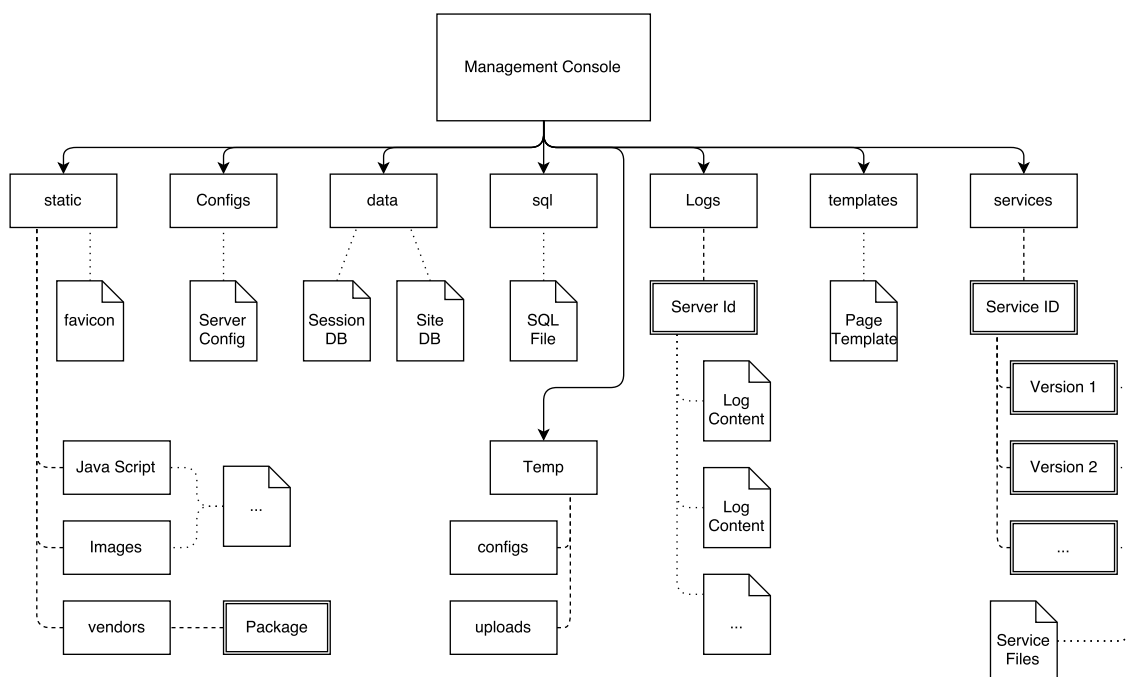 Management Console
static
Configs
data
sql
Logs
templates
services
favicon
Server
Config
Session
DB
Site
DB
SQL
File
Server Id
Page
Template
Service ID
Log
Content
Version 1
Java Script
...
Temp
Log
Content
Version 2
Images
configs
...
vendors
Package
uploads
...
Service
Files